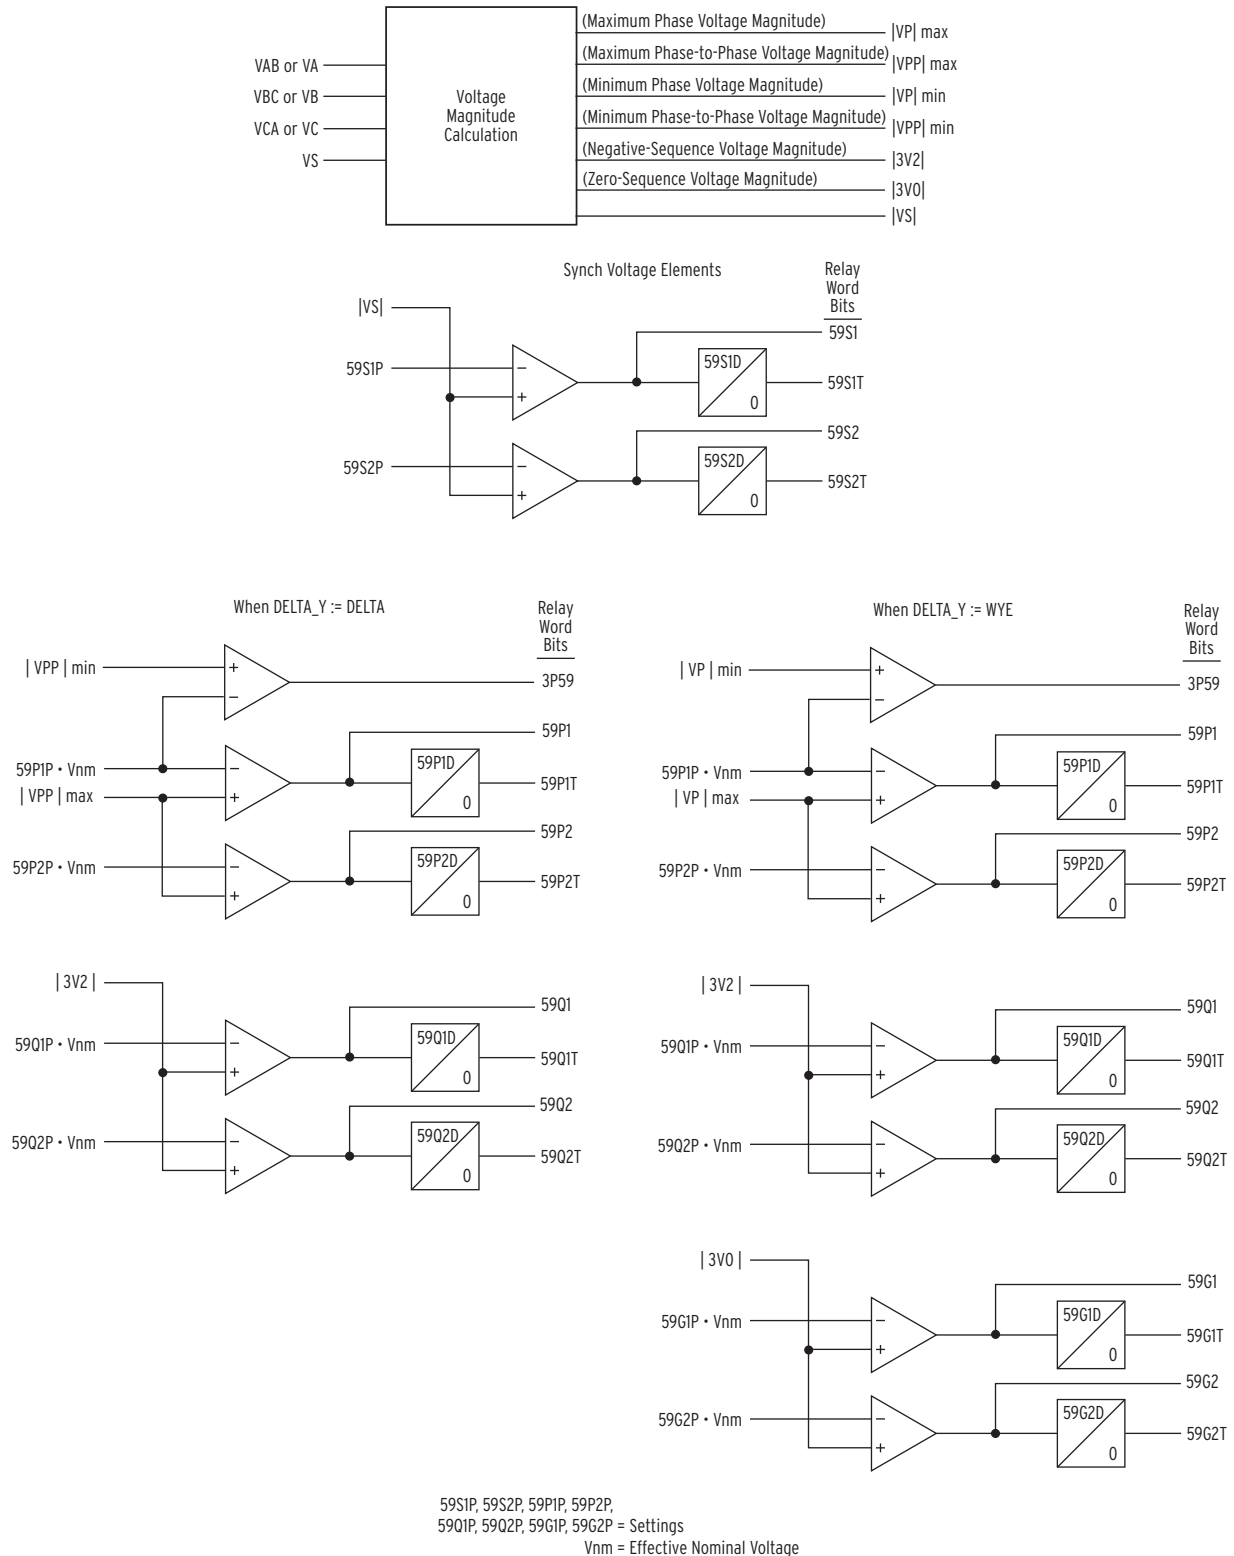 (Maximum Phase Voltage Magnitude)
|VP| max
(Maximum Phase-to-Phase Voltage Magnitude)
|VPP| max
VAB or VA
(Minimum Phase Voltage Magnitude)
|VP| min
VBC or VB
Voltage
Magnitude
Calculation
(Minimum Phase-to-Phase Voltage Magnitude)
|VPP| min
VCA or VC
(Negative-Sequence Voltage Magnitude)
|3V2|
VS
(Zero-Sequence Voltage Magnitude)
|3V0|
|VS|
Synch Voltage Elements
Relay
Word
Bits
|VS|
59S1
59S1P
−
+
59S1D
0
59S1T
59S2
59S2P
−
+
59S2D
0
59S2T
When DELTA_Y := DELTA
Relay
Word
Bits
| VPP | min
+
−
3P59
59P1
59P1P • Vnm
| VPP | max
−
+
59P1D
0
59P1T
59P2
59P2P • Vnm
−
+
59P2D
0
59P2T
| 3V2 |
59Q1
59Q1P • Vnm
−
+
59Q1D
0
59Q1T
59Q2
59Q2P • Vnm
−
+
59Q2D
0
59Q2T
When DELTA_Y := WYE
Relay
Word
Bits
| VP | min
+
−
3P59
59P1
59P1P • Vnm
| VP | max
−
+
59P1D
0
59P1T
59P2
59P2P • Vnm
−
+
59P2D
0
59P2T
| 3V2 |
59Q1
59Q1P • Vnm
−
+
59Q1D
0
59Q1T
59Q2
59Q2P • Vnm
−
+
59Q2D
0
59Q2T
| 3V0 |
59G1
59G1P • Vnm
−
+
59G1D
0
59G1T
59G2
59G2P • Vnm
−
+
59G2D
0
59G2T
59S1P, 59S2P, 59P1P, 59P2P,
59Q1P, 59Q2P, 59G1P, 59G2P = Settings
Vnm = Effective Nominal Voltage